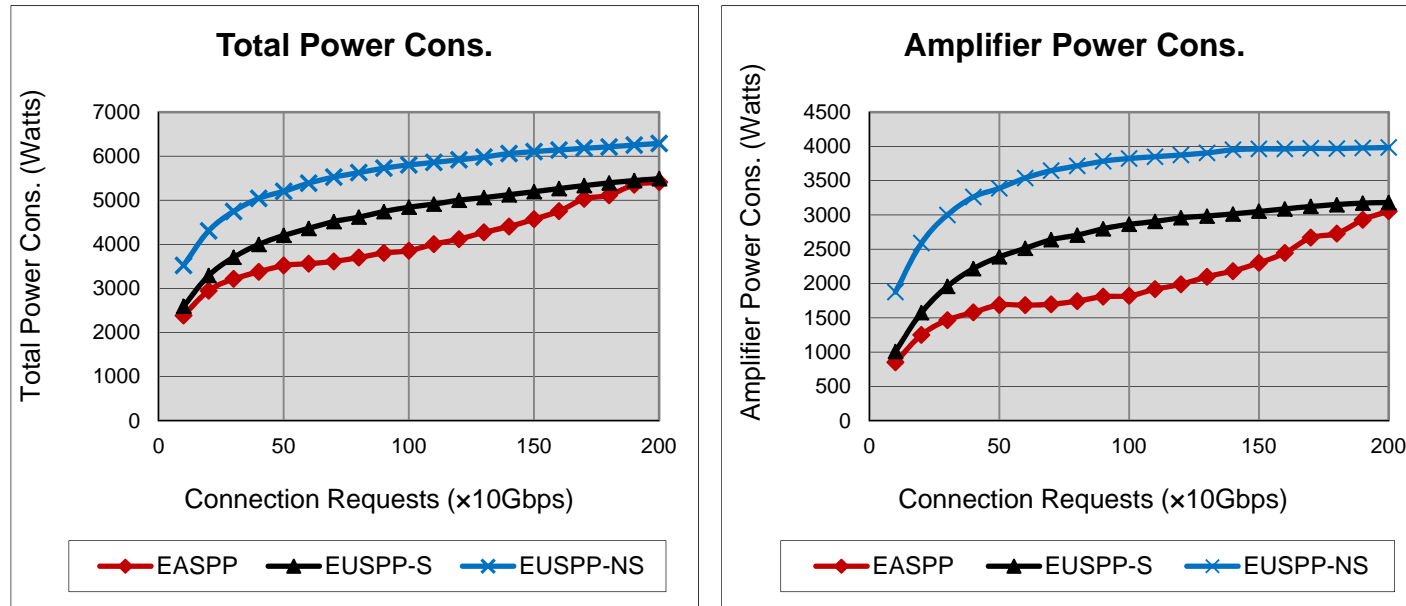 Total Power Cons.
Total Power Cons. (Watts)
7000
6000
5000
4000
3000
2000
1000
0
0 50 100 150 200
Connection Requests (×10Gbps)
EASPP EUSPP-S EUSPP-NS
Amplifier Power Cons.
Amplifier Power Cons. (Watts)
4500
4000
3500
3000
2500
2000
1500
1000
500
0
0 50 100 150 200
Connection Requests (×10Gbps)
EASPP EUSPP-S EUSPP-NS